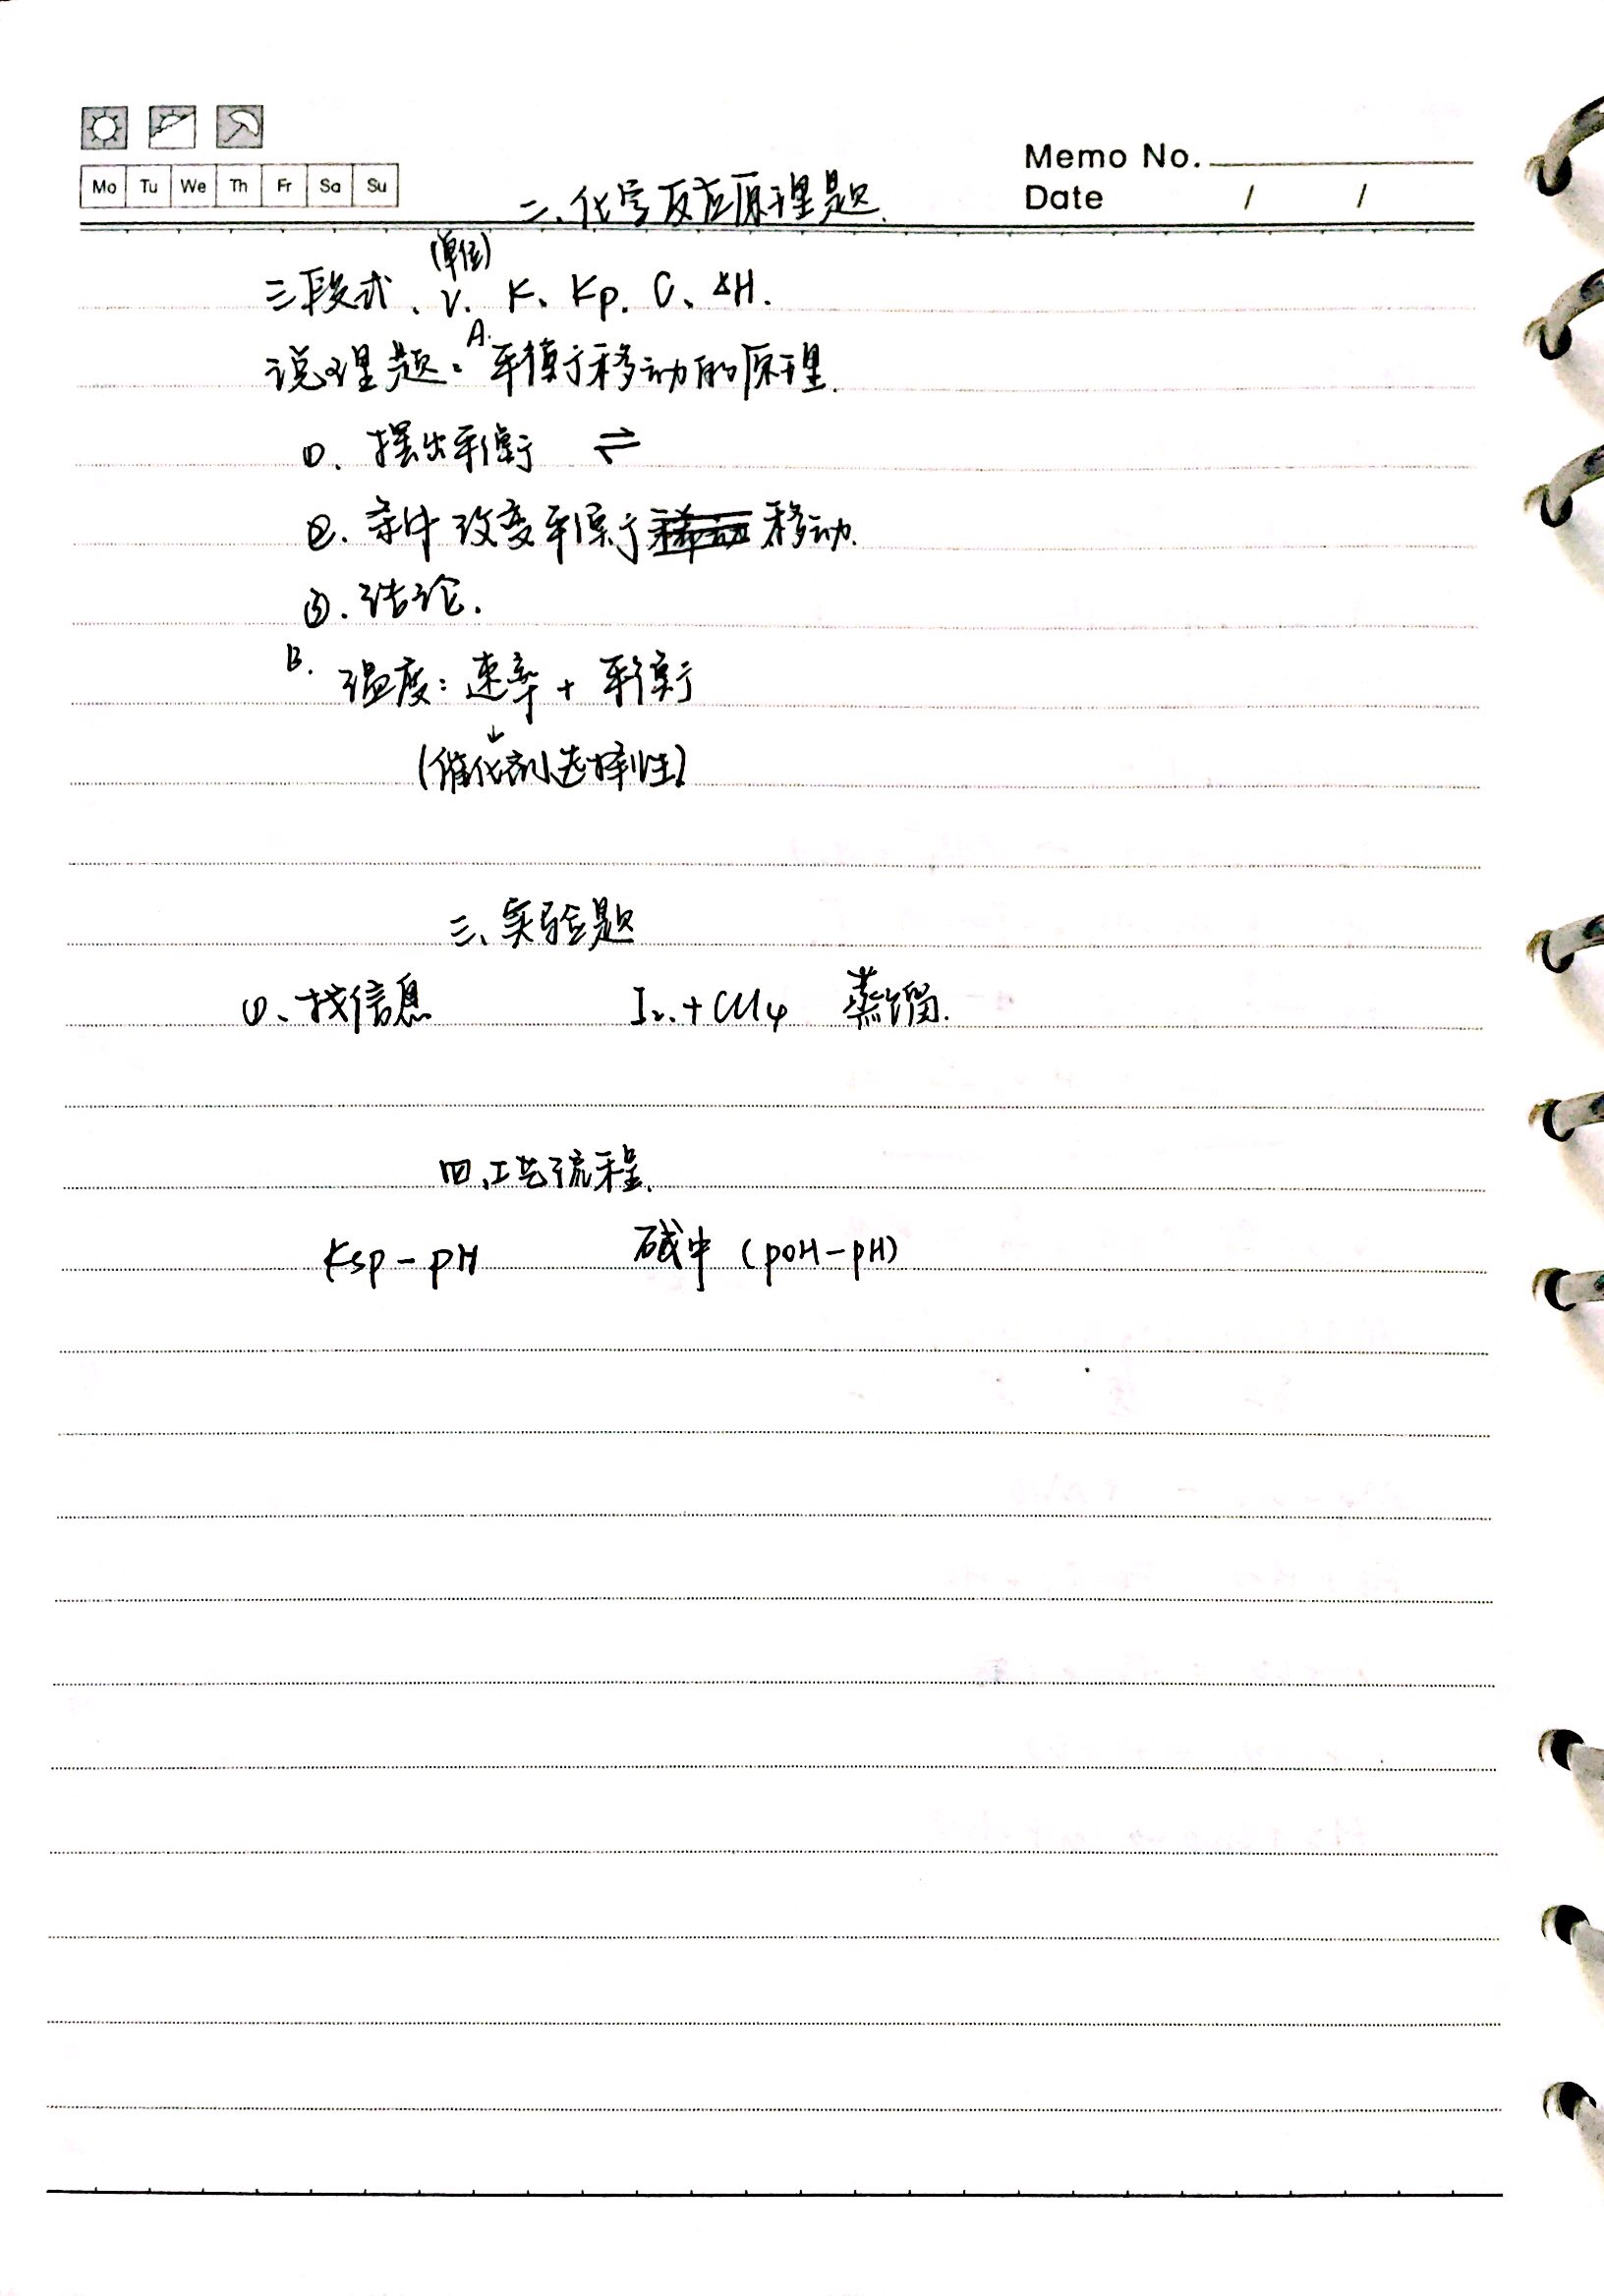 Memo No.
Mo Tu We Th Fr Sa Su
Date / /
二、化学反应原理题.
(单位)
三段式、v. K、Kp. C、△H.
说理题: A. 平衡移动的原理.
①. 摆出平衡 ⇌
②. 条件改变平衡移动.
③. 结论.
B. 温度: 速率 + 平衡
↓
(催化剂选择性)
三、实验题
①、找信息 I₂.+CCl₄ 蒸馏.
四、工艺流程.
Ksp-pH 碱中 (pOH-pH)